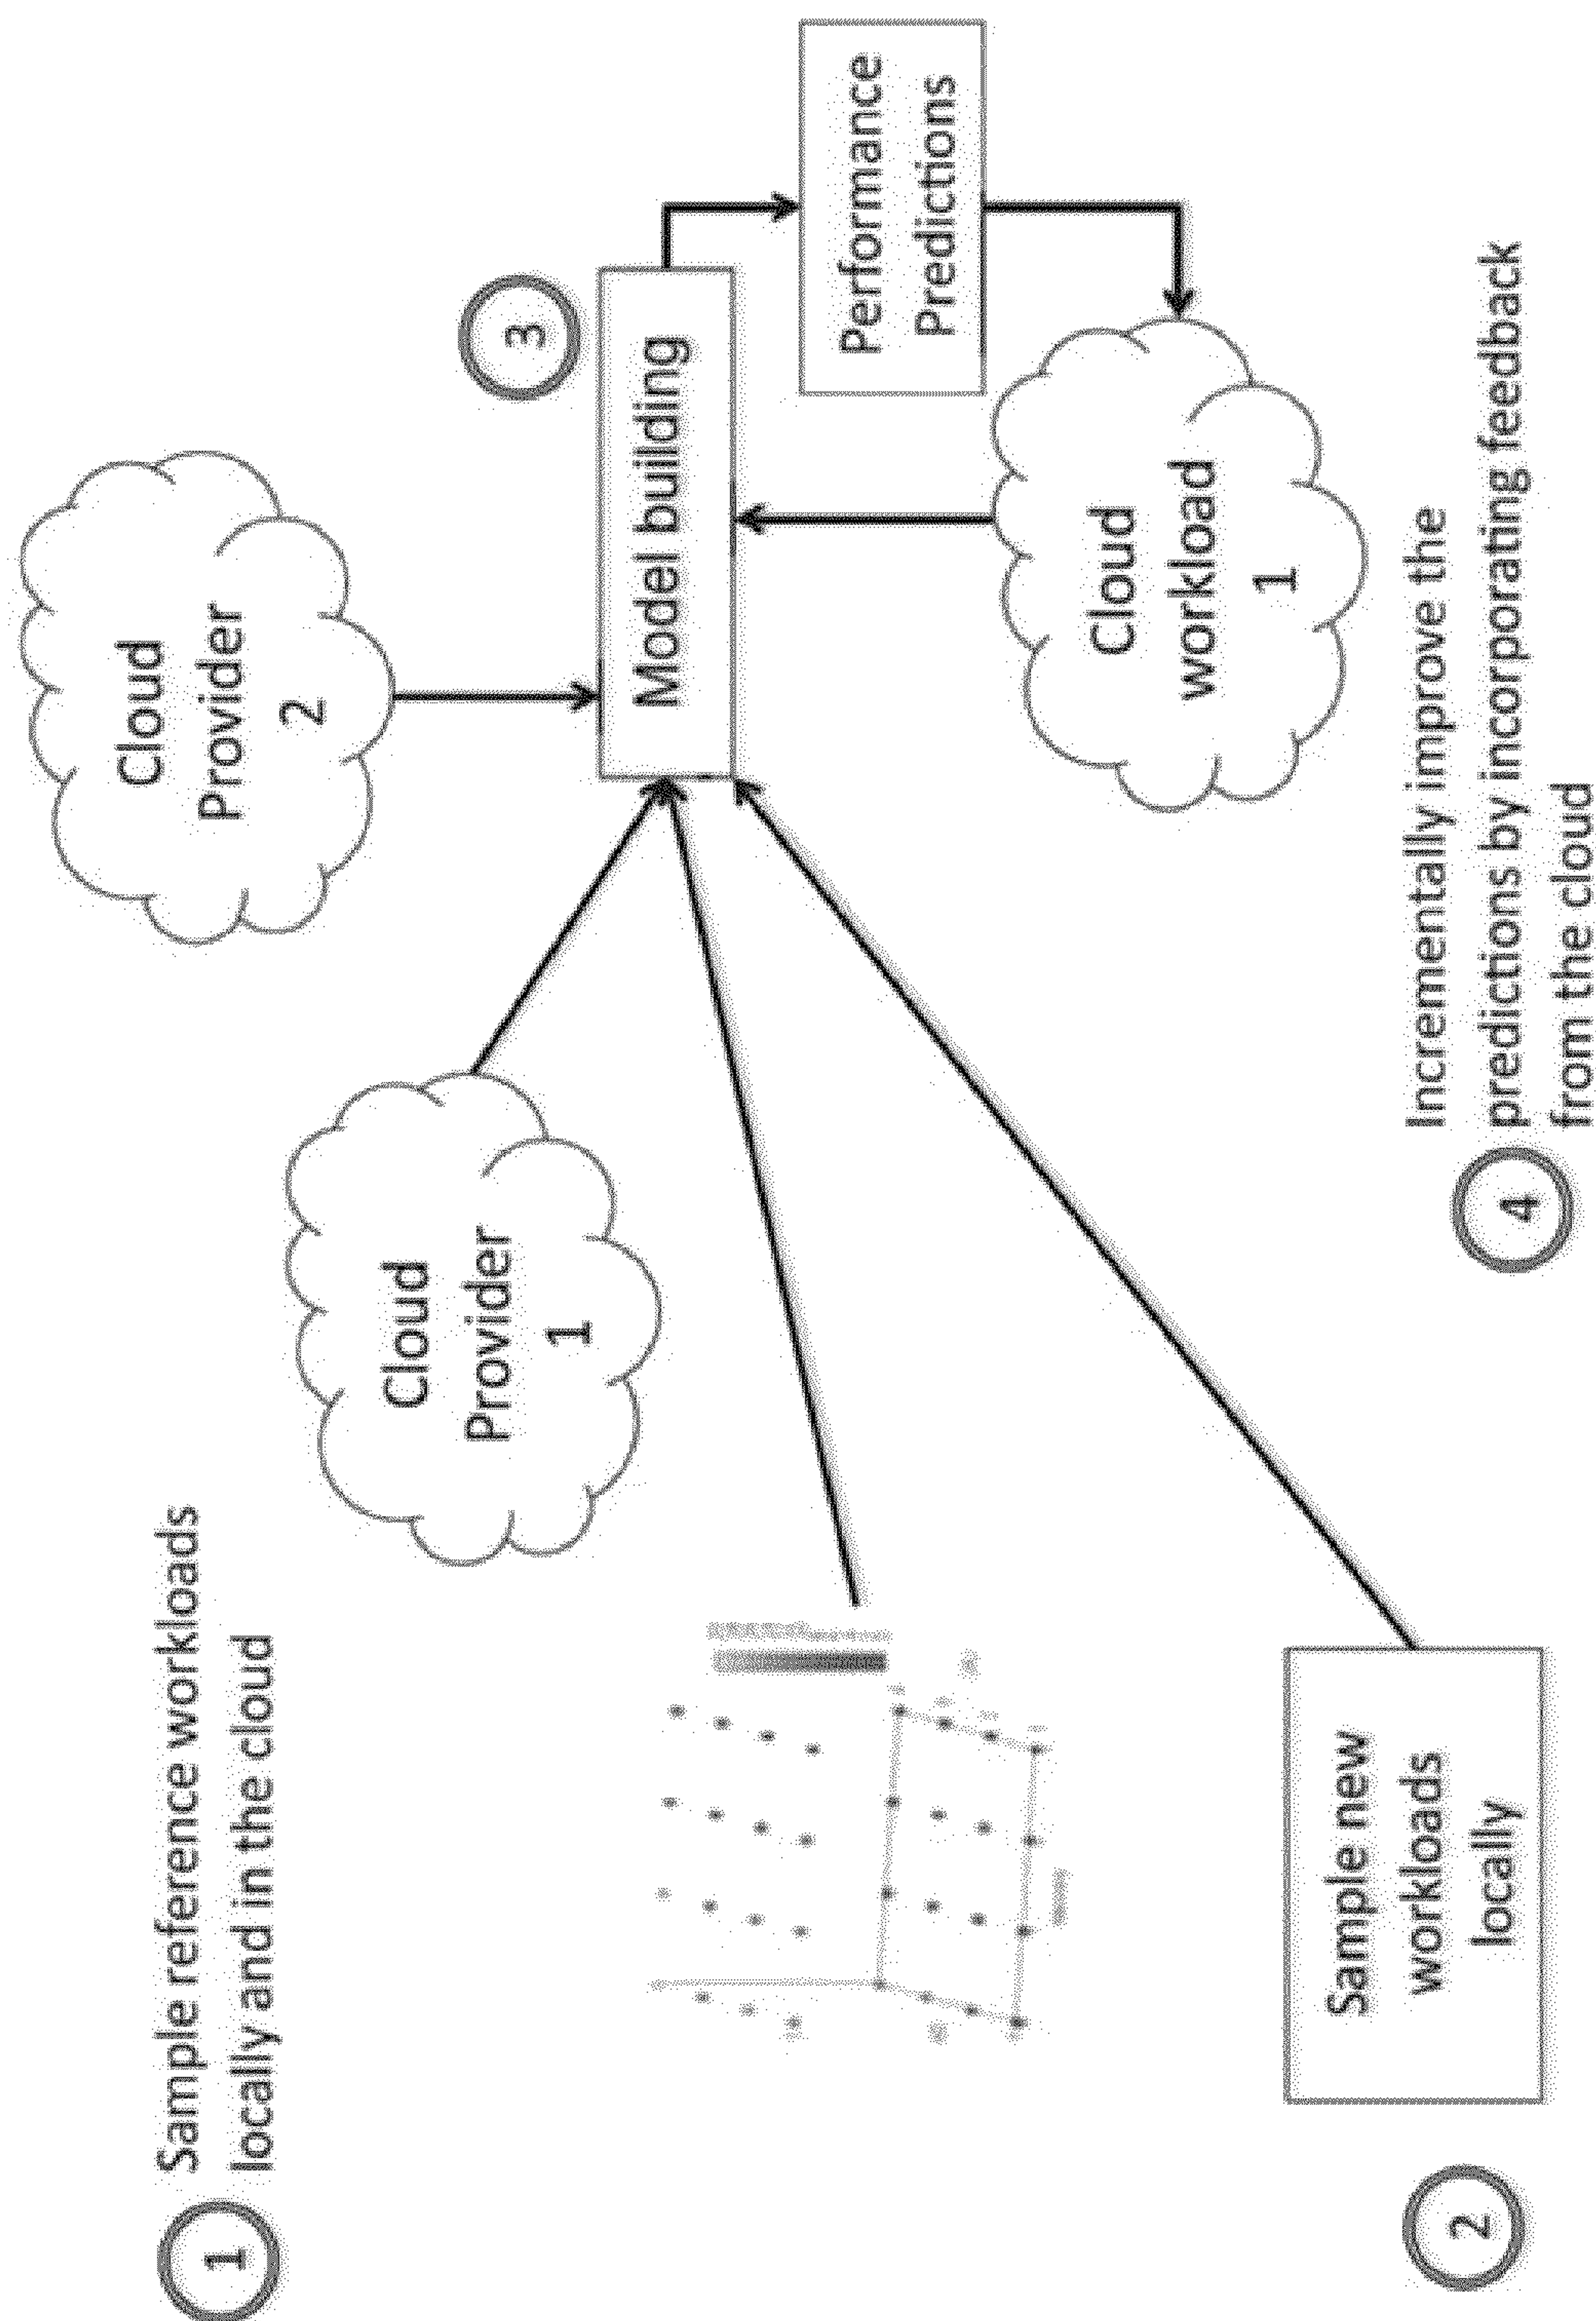 1
Sample reference workloads
locally and in the cloud
Cloud
Provider
1
Cloud
Provider
2
3
Model building
Performance
Predictions
Cloud
workload
1
2
Sample new
workloads
locally
4
Incrementally improve the
predictions by incorporating feedback
from the cloud